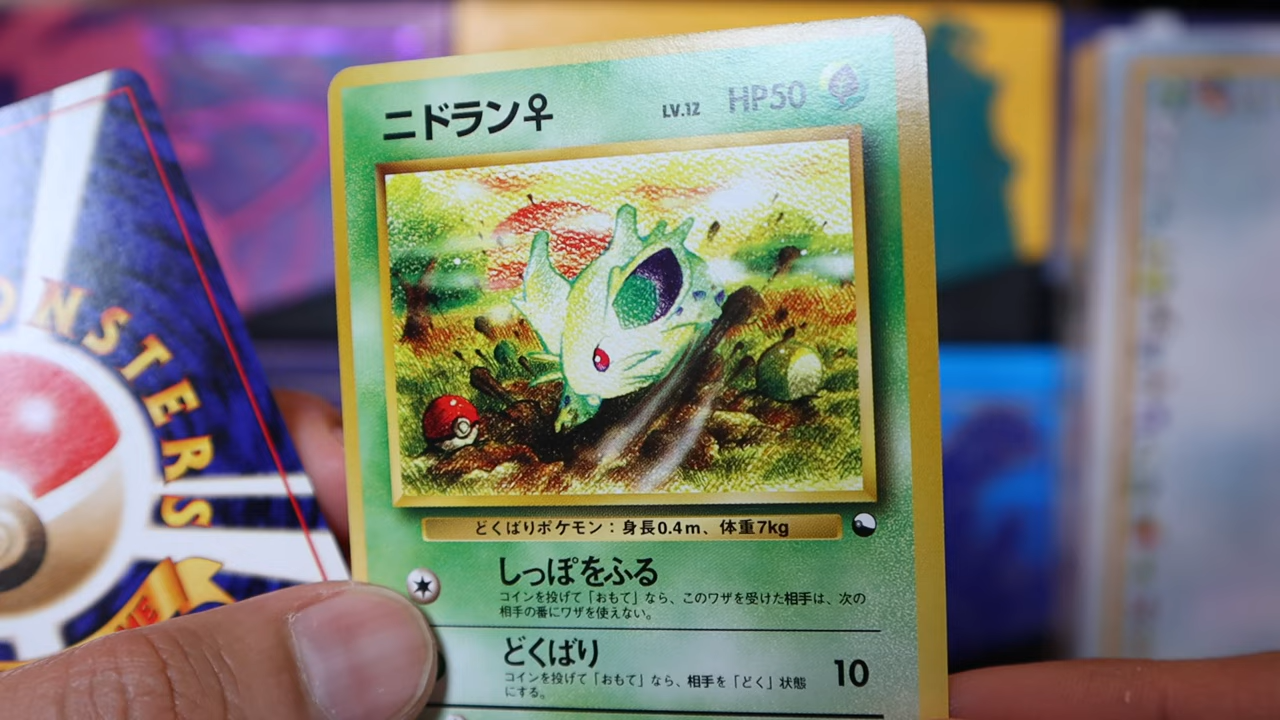 ONSTERS
THE
ニドラン♀
LV.12 HP50
どくばりポケモン：身長0.4m、体重7kg
しっぽをふる
コインを投げて「おもて」なら、このワザを受けた相手は、次の
相手の番にワザを使えない。
どくばり 10
コインを投げて「おもて」なら、相手を「どく」状態
にする。